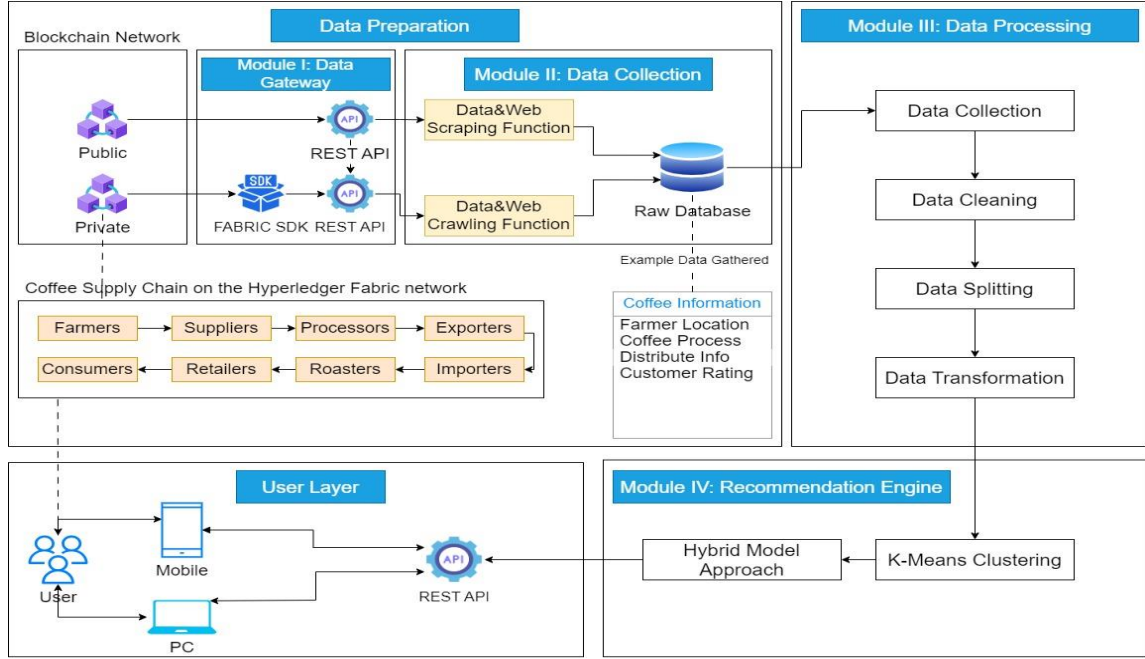 Data Preparation
Blockchain Network
Public
Private
Module I: Data
Gateway
API
REST API
SDK
FABRIC SDK
API
REST API
Module II: Data Collection
Data&Web
Scraping Function
Data&Web
Crawling Function
Raw Database
Example Data Gathered
Coffee Information
Farmer Location
Coffee Process
Distribute Info
Customer Rating
Coffee Supply Chain on the Hyperledger Fabric network
Farmers
Suppliers
Processors
Exporters
Consumers
Retailers
Roasters
Importers
Module III: Data Processing
Data Collection
Data Cleaning
Data Splitting
Data Transformation
User Layer
User
Mobile
PC
API
REST API
Module IV: Recommendation Engine
Hybrid Model
Approach
K-Means Clustering